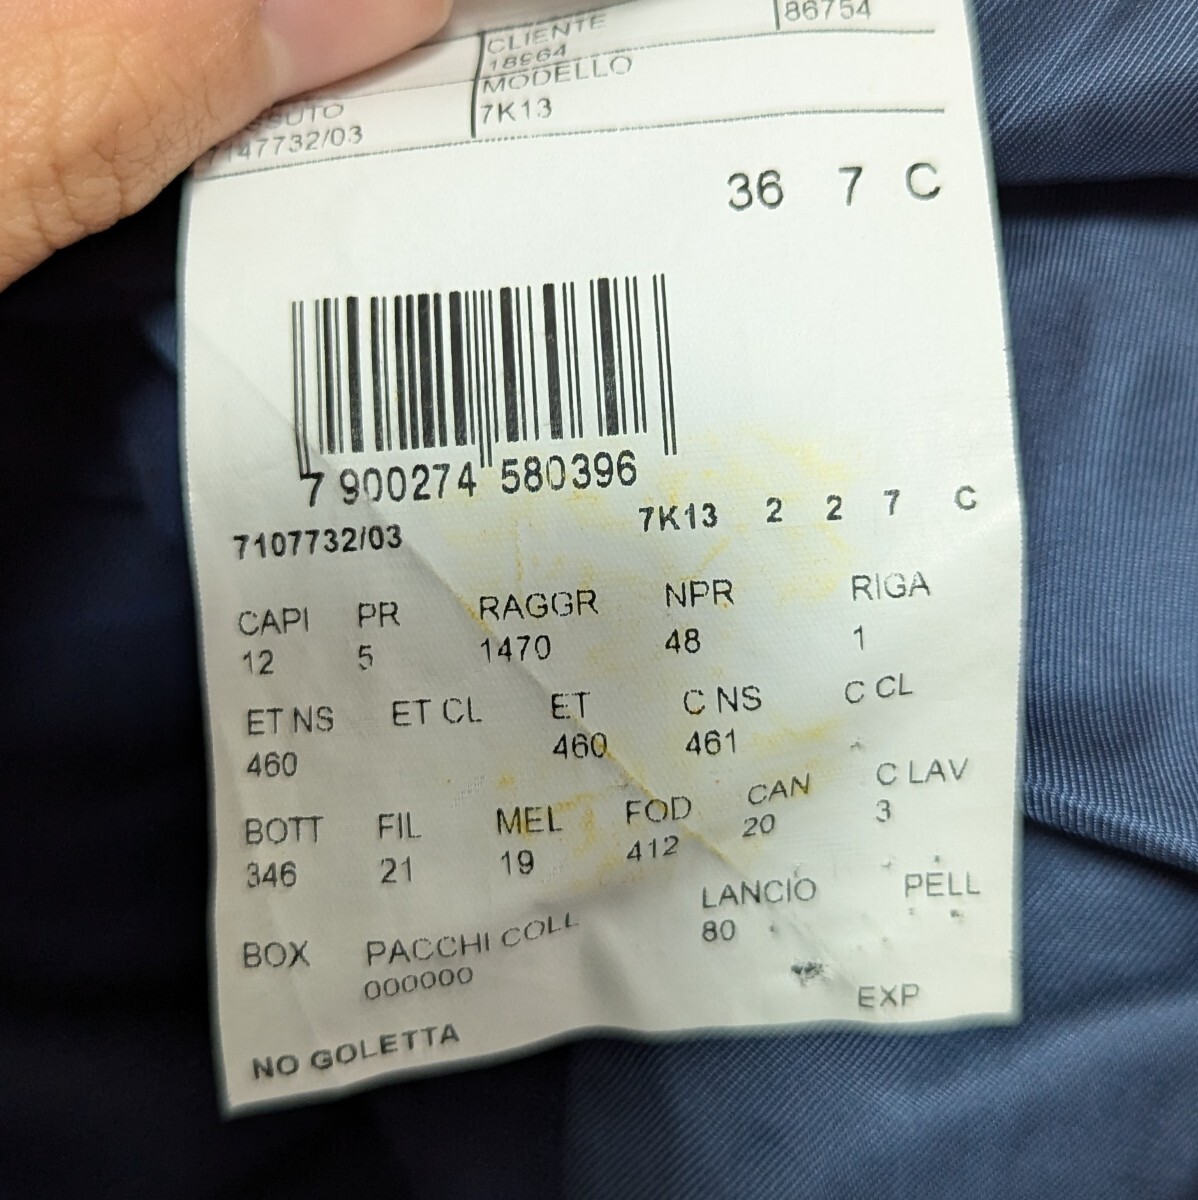 86754
CLIENTE
18964
MODELLO
7K13
7147732/03
36 7 C
7 900274 580396
7K13 2 2 7 C
7107732/03
CAPI PR RAGGR NPR RIGA
12 5 1470 48 1
ET NS ET CL ET C NS C CL
460 460 461
BOTT FIL MEL FOD CAN C LAV
346 21 19 412 20 3
BOX PACCHI COLL LANCIO PELL
000000 80
EXP
NO GOLETTA